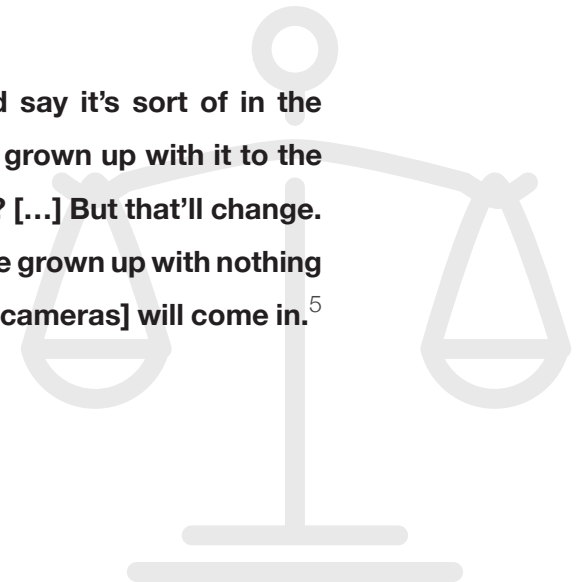 say it’s sort of in the
grown up with it to the
? […] But that’ll change.
grown up with nothing
cameras] will come in.5